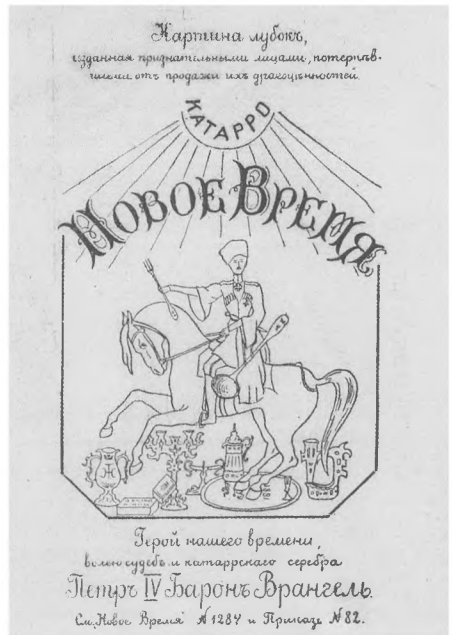 Картина лубокъ,
изданная признательными лицами, потерпѣв-
шими отъ продажи ихъ драгоцѣнностей.
КАТАРРО
НОВОЕ ВРЕМЯ
Герой нашего времени,
волею судебъ и катаррскаго серебра
Петръ IV Баронъ Врангель.
См. „Новое Время" № 1284 и Приказъ № 82.